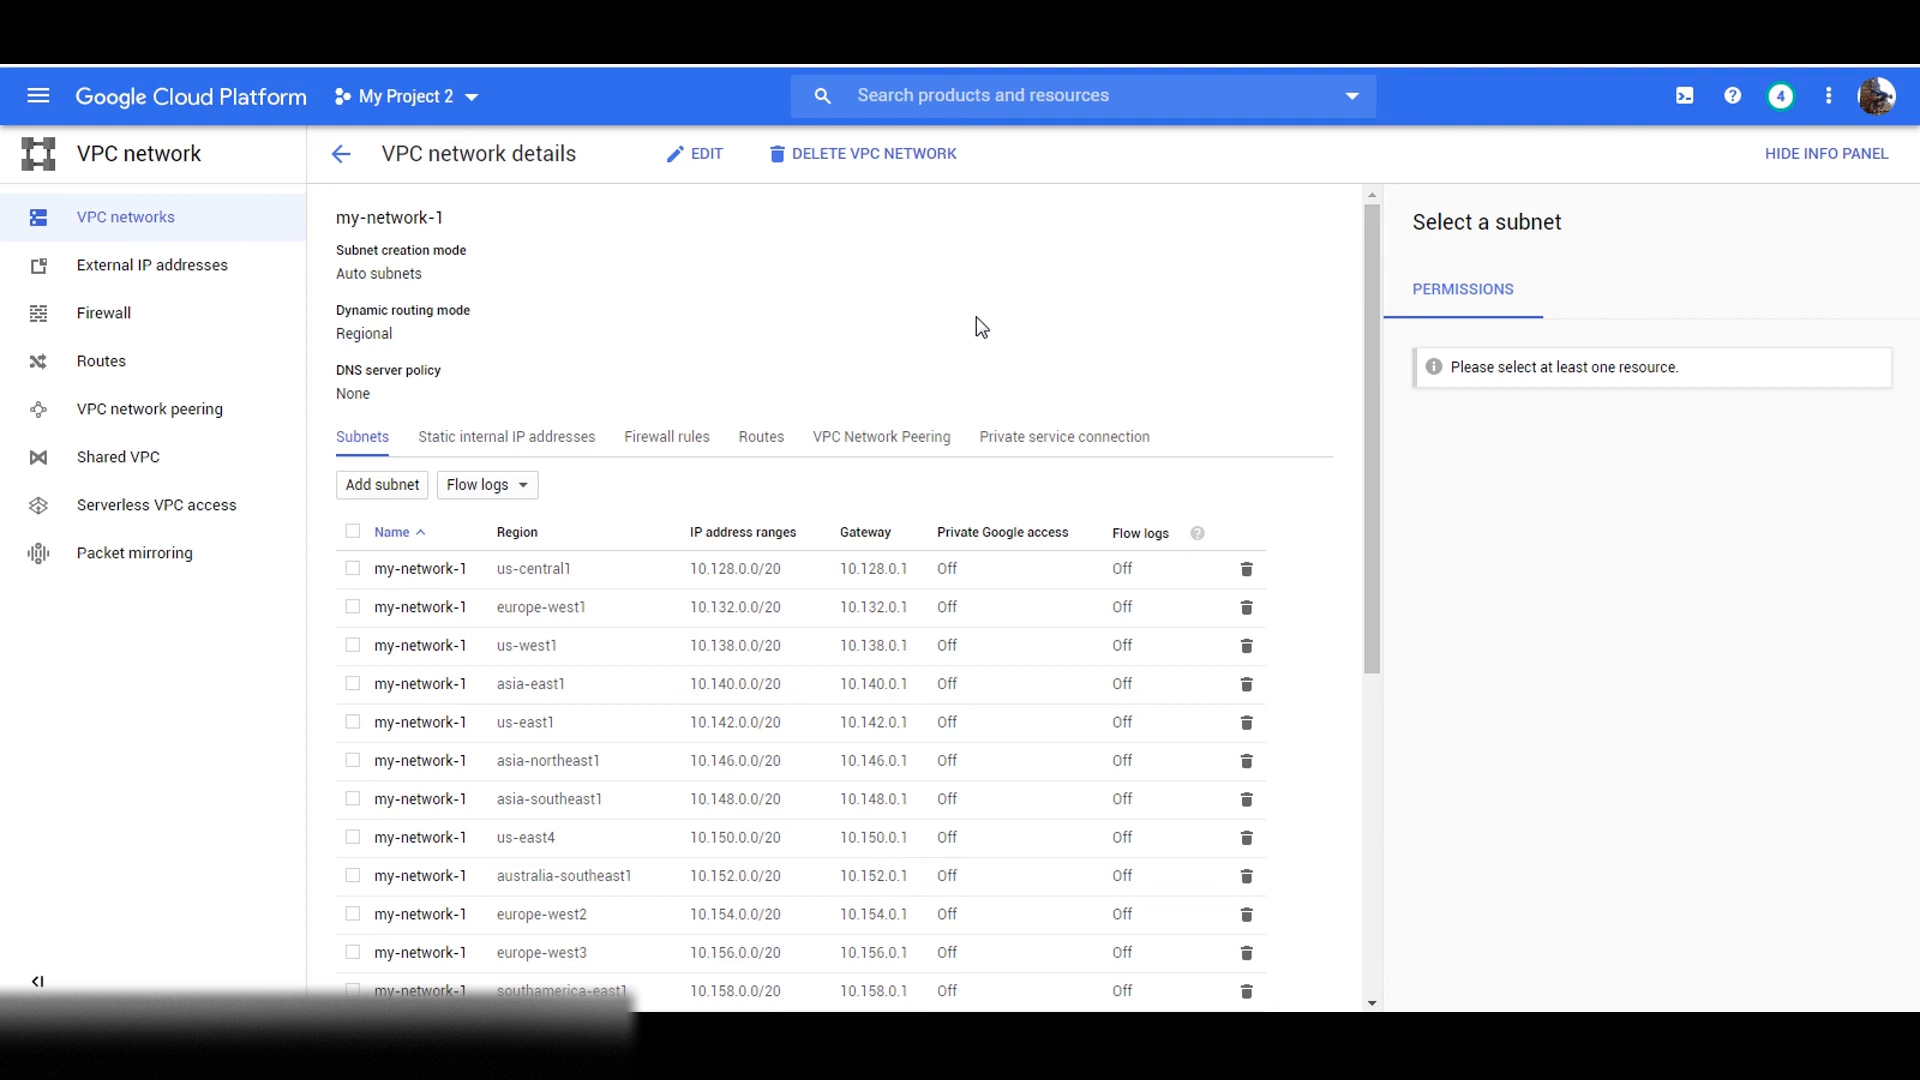 Google Cloud Platform My Project 2 Search products and resources 4
VPC network VPC network details EDIT DELETE VPC NETWORK HIDE INFO PANEL
VPC networks
External IP addresses
Firewall
Routes
VPC network peering
Shared VPC
Serverless VPC access
Packet mirroring
my-network-1
Subnet creation mode
Auto subnets
Dynamic routing mode
Regional
DNS server policy
None
Subnets Static internal IP addresses Firewall rules Routes VPC Network Peering Private service connection
Add subnet Flow logs
Name Region IP address ranges Gateway Private Google access Flow logs
my-network-1 us-central1 10.128.0.0/20 10.128.0.1 Off Off
my-network-1 europe-west1 10.132.0.0/20 10.132.0.1 Off Off
my-network-1 us-west1 10.138.0.0/20 10.138.0.1 Off Off
my-network-1 asia-east1 10.140.0.0/20 10.140.0.1 Off Off
my-network-1 us-east1 10.142.0.0/20 10.142.0.1 Off Off
my-network-1 asia-northeast1 10.146.0.0/20 10.146.0.1 Off Off
my-network-1 asia-southeast1 10.148.0.0/20 10.148.0.1 Off Off
my-network-1 us-east4 10.150.0.0/20 10.150.0.1 Off Off
my-network-1 australia-southeast1 10.152.0.0/20 10.152.0.1 Off Off
my-network-1 europe-west2 10.154.0.0/20 10.154.0.1 Off Off
my-network-1 europe-west3 10.156.0.0/20 10.156.0.1 Off Off
my-network-1 southamerica-east1 10.158.0.0/20 10.158.0.1 Off Off
Select a subnet
PERMISSIONS
Please select at least one resource.